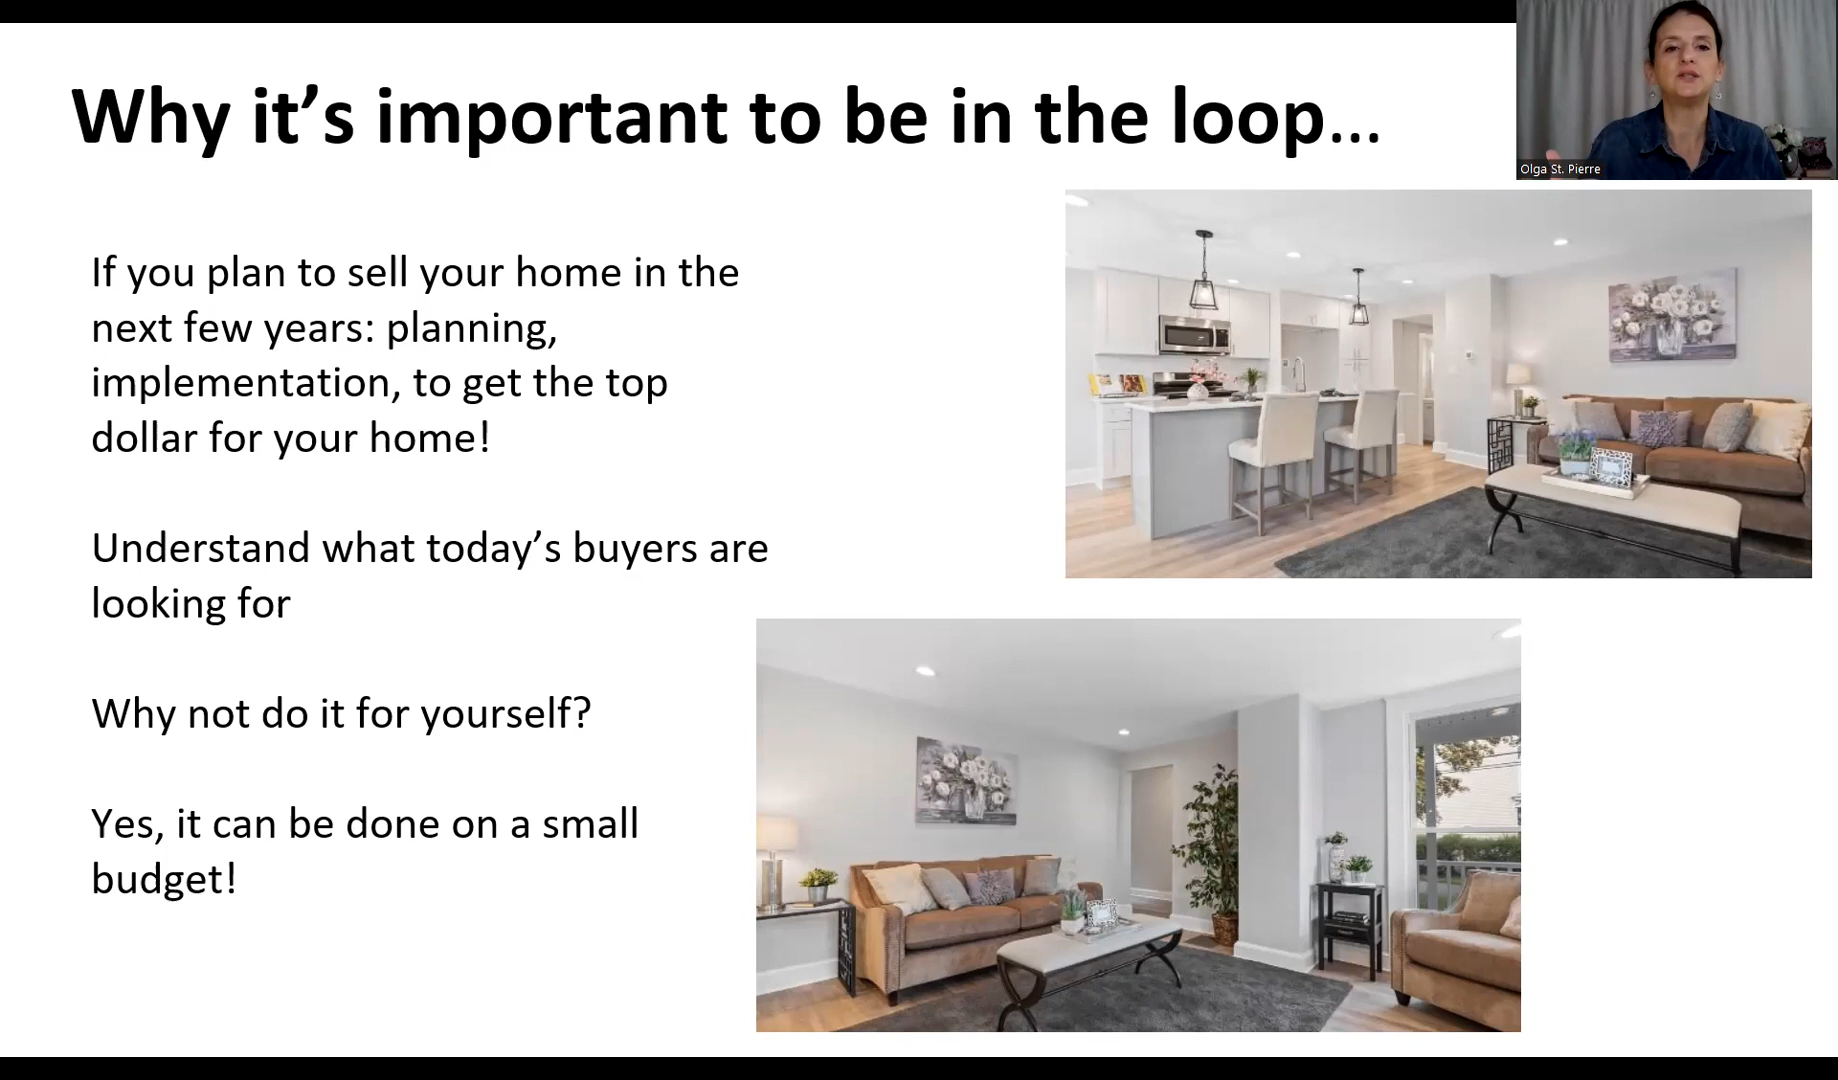 Why it’s important to be in the loop...
Olga St. Pierre
If you plan to sell your home in the
next few years: planning,
implementation, to get the top
dollar for your home!
Understand what today’s buyers are
looking for
Why not do it for yourself?
Yes, it can be done on a small
budget!